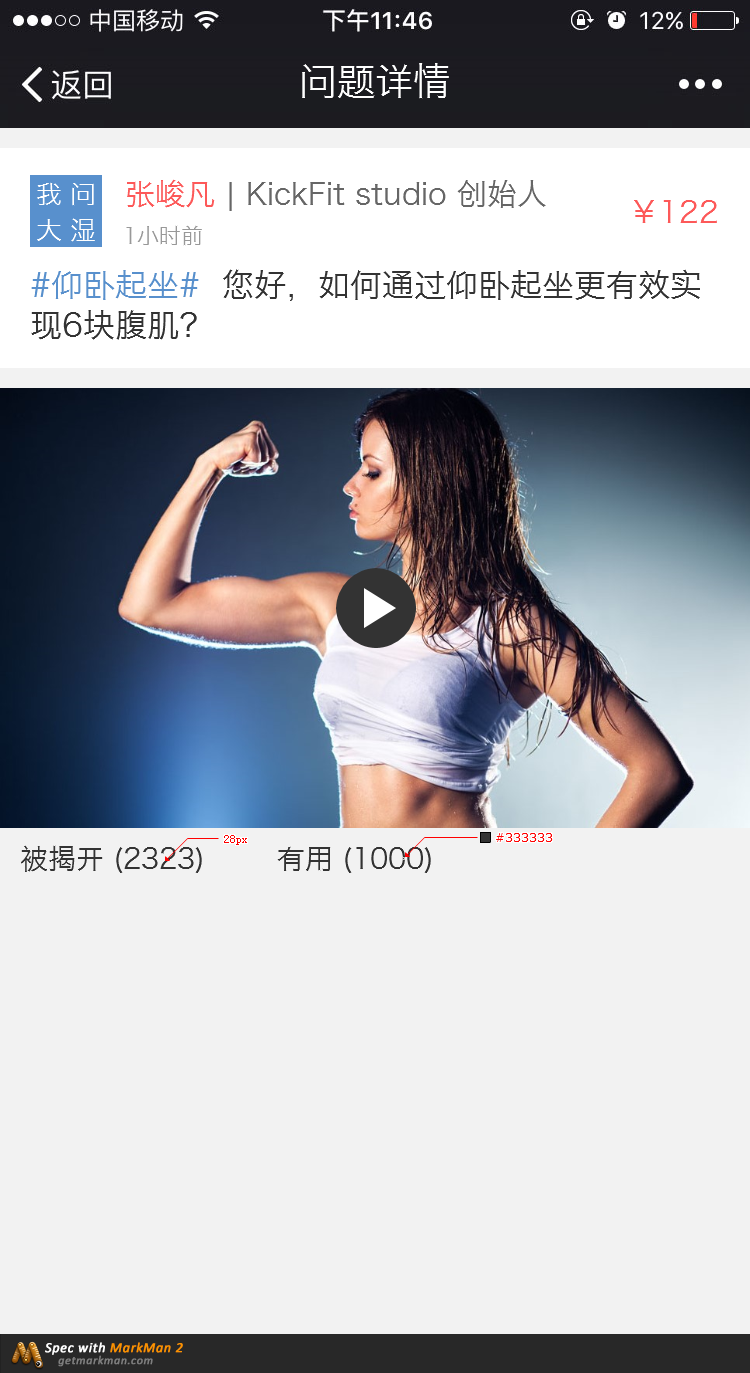 中国移动 下午11:46 12%
返回 问题详情
我问
大湿
张峻凡 | KickFit studio 创始人
¥122
1小时前
#仰卧起坐# 您好，如何通过仰卧起坐更有效实
现6块腹肌？
28px #333333
被揭开 (2323) 有用 (1000)
Spec with MarkMan 2
getmarkman.com